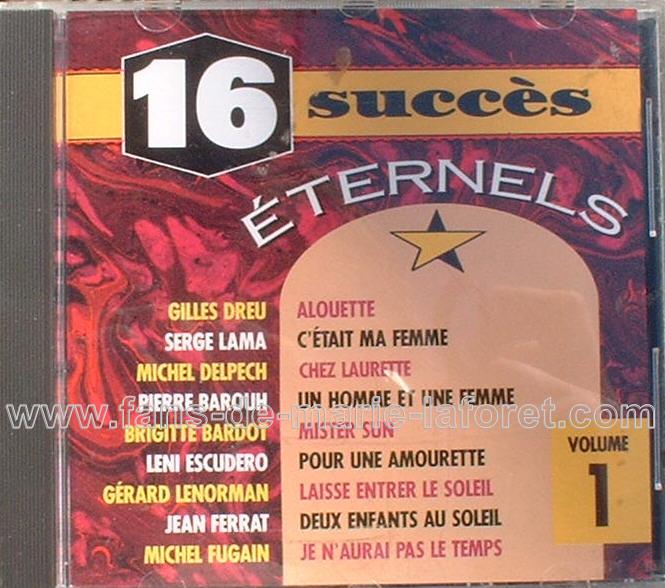 16 succès
ÉTERNELS
GILLES DREU ALOUETTE
SERGE LAMA C'ÉTAIT MA FEMME
MICHEL DELPECH CHEZ LAURETTE
PIERRE BAROUH UN HOMME ET UNE FEMME
www.fans-de-marie-laforet.com
BRIGITTE BARDOT MISTER SUN
LENI ESCUDERO POUR UNE AMOURETTE
GÉRARD LENORMAN LAISSE ENTRER LE SOLEIL
JEAN FERRAT DEUX ENFANTS AU SOLEIL
MICHEL FUGAIN JE N'AURAI PAS LE TEMPS
VOLUME
1